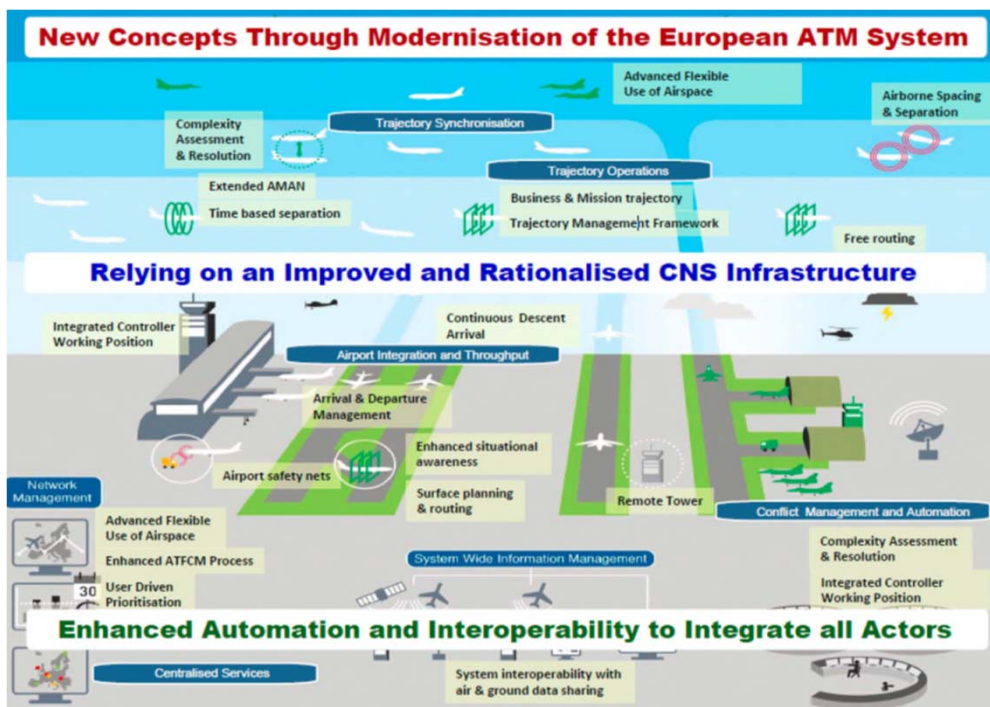 New Concepts Through Modernisation of the European ATM System
Advanced Flexible
Use of Airspace
Airborne Spacing
& Separation
Complexity
Assessment
& Resolution
Trajectory Synchronisation
Trajectory Operations
Extended AMAN
Time based separation
Business & Mission trajectory
Trajectory Management Framework
Free routing
Relying on an Improved and Rationalised CNS Infrastructure
Integrated Controller
Working Position
Continuous Descent
Arrival
Airport Integration and Throughput
Arrival & Departure
Management
Enhanced situational
awareness
Airport safety nets
Surface planning
& routing
Remote Tower
Network
Management
Conflict Management and Automation
Advanced Flexible
Use of Airspace
Enhanced ATFCM Process
User Driven
Prioritisation
30
System Wide Information Management
Complexity Assessment
& Resolution
Integrated Controller
Working Position
Enhanced Automation and Interoperability to Integrate all Actors
Centralised Services
System interoperability with
air & ground data sharing